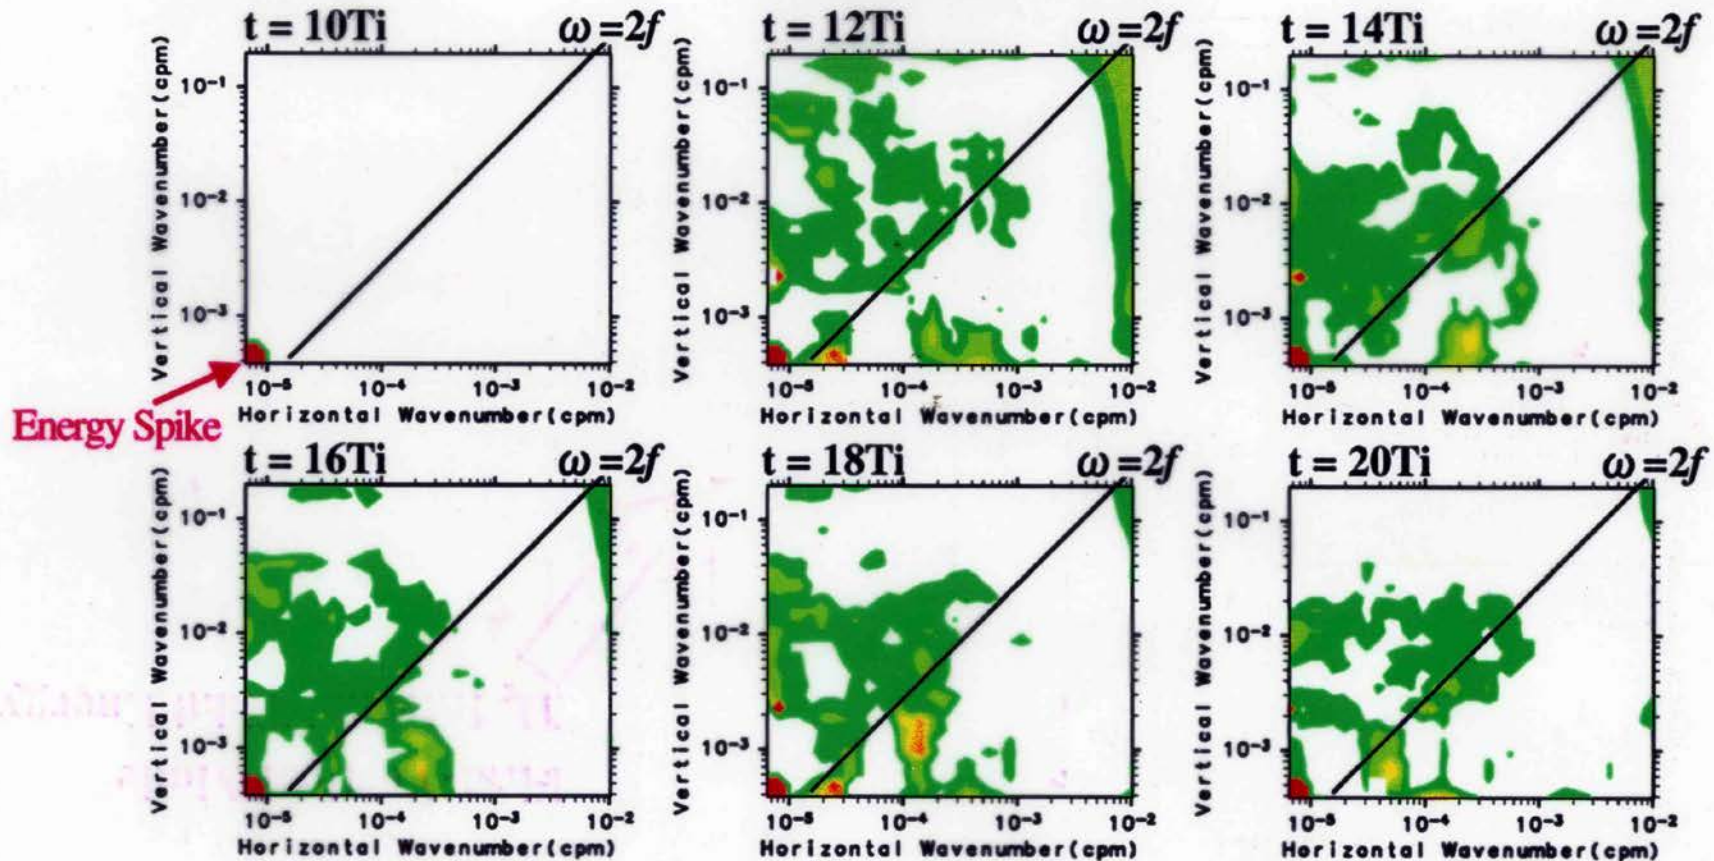 t = 10Ti ω=2f
Vertical Wavenumber(cpm)
10⁻¹
10⁻²
10⁻³
10⁻⁵ 10⁻⁴ 10⁻³ 10⁻²
Horizontal Wavenumber(cpm)
Energy Spike
t = 12Ti ω=2f
Vertical Wavenumber(cpm)
10⁻¹
10⁻²
10⁻³
10⁻⁵ 10⁻⁴ 10⁻³ 10⁻²
Horizontal Wavenumber(cpm)
t = 14Ti ω=2f
Vertical Wavenumber(cpm)
10⁻¹
10⁻²
10⁻³
10⁻⁵ 10⁻⁴ 10⁻³ 10⁻²
Horizontal Wavenumber(cpm)
t = 16Ti ω=2f
Vertical Wavenumber(cpm)
10⁻¹
10⁻²
10⁻³
10⁻⁵ 10⁻⁴ 10⁻³ 10⁻²
Horizontal Wavenumber(cpm)
t = 18Ti ω=2f
Vertical Wavenumber(cpm)
10⁻¹
10⁻²
10⁻³
10⁻⁵ 10⁻⁴ 10⁻³ 10⁻²
Horizontal Wavenumber(cpm)
t = 20Ti ω=2f
Vertical Wavenumber(cpm)
10⁻¹
10⁻²
10⁻³
10⁻⁵ 10⁻⁴ 10⁻³ 10⁻²
Horizontal Wavenumber(cpm)